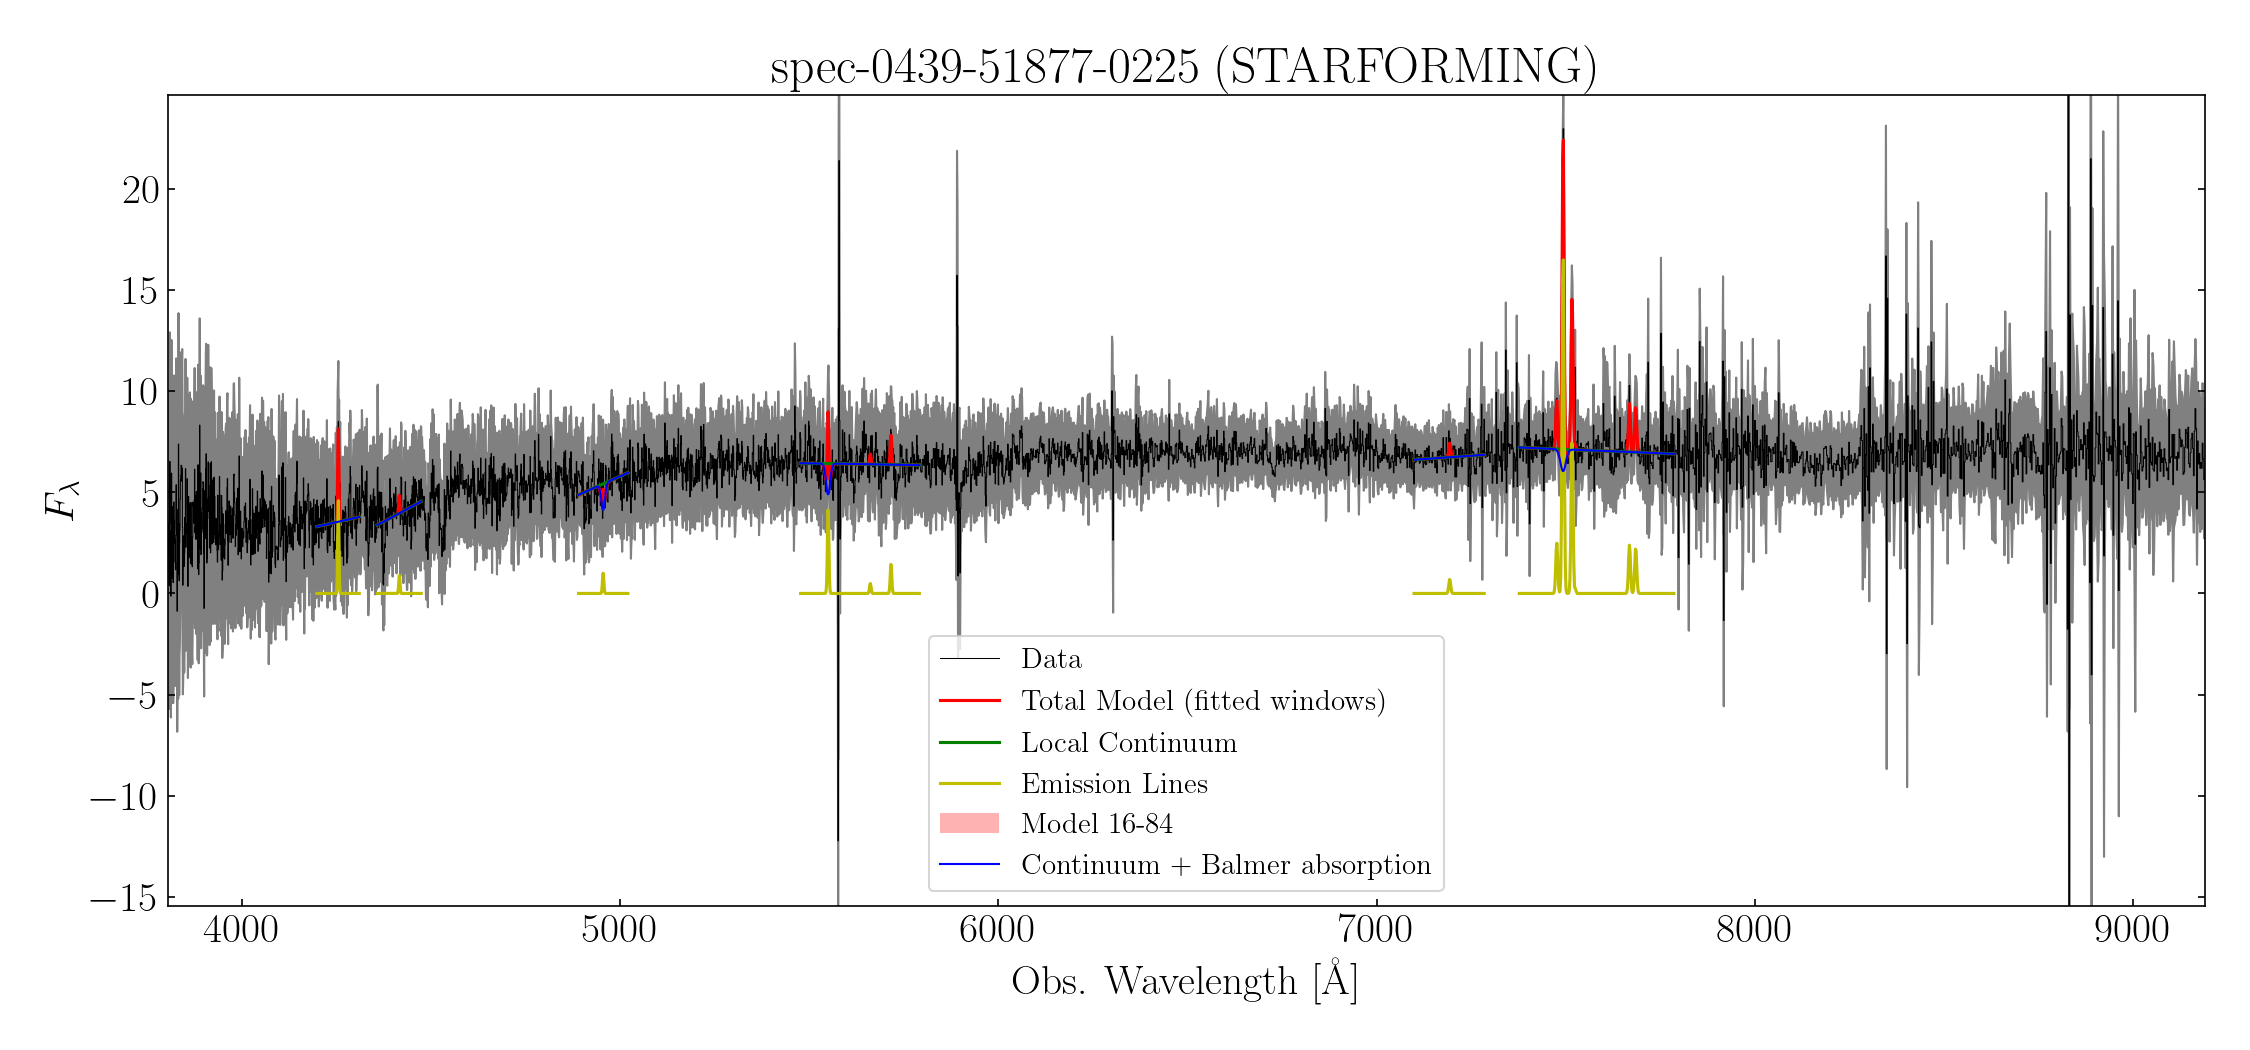 spec-0439-51877-0225 (STARFORMING)
20
15
10
5
0
−5
−10
−15
F_λ
Data
Total Model (fitted windows)
Local Continuum
Emission Lines
Model 16-84
Continuum + Balmer absorption
4000 5000 6000 7000 8000 9000
Obs. Wavelength [Å]